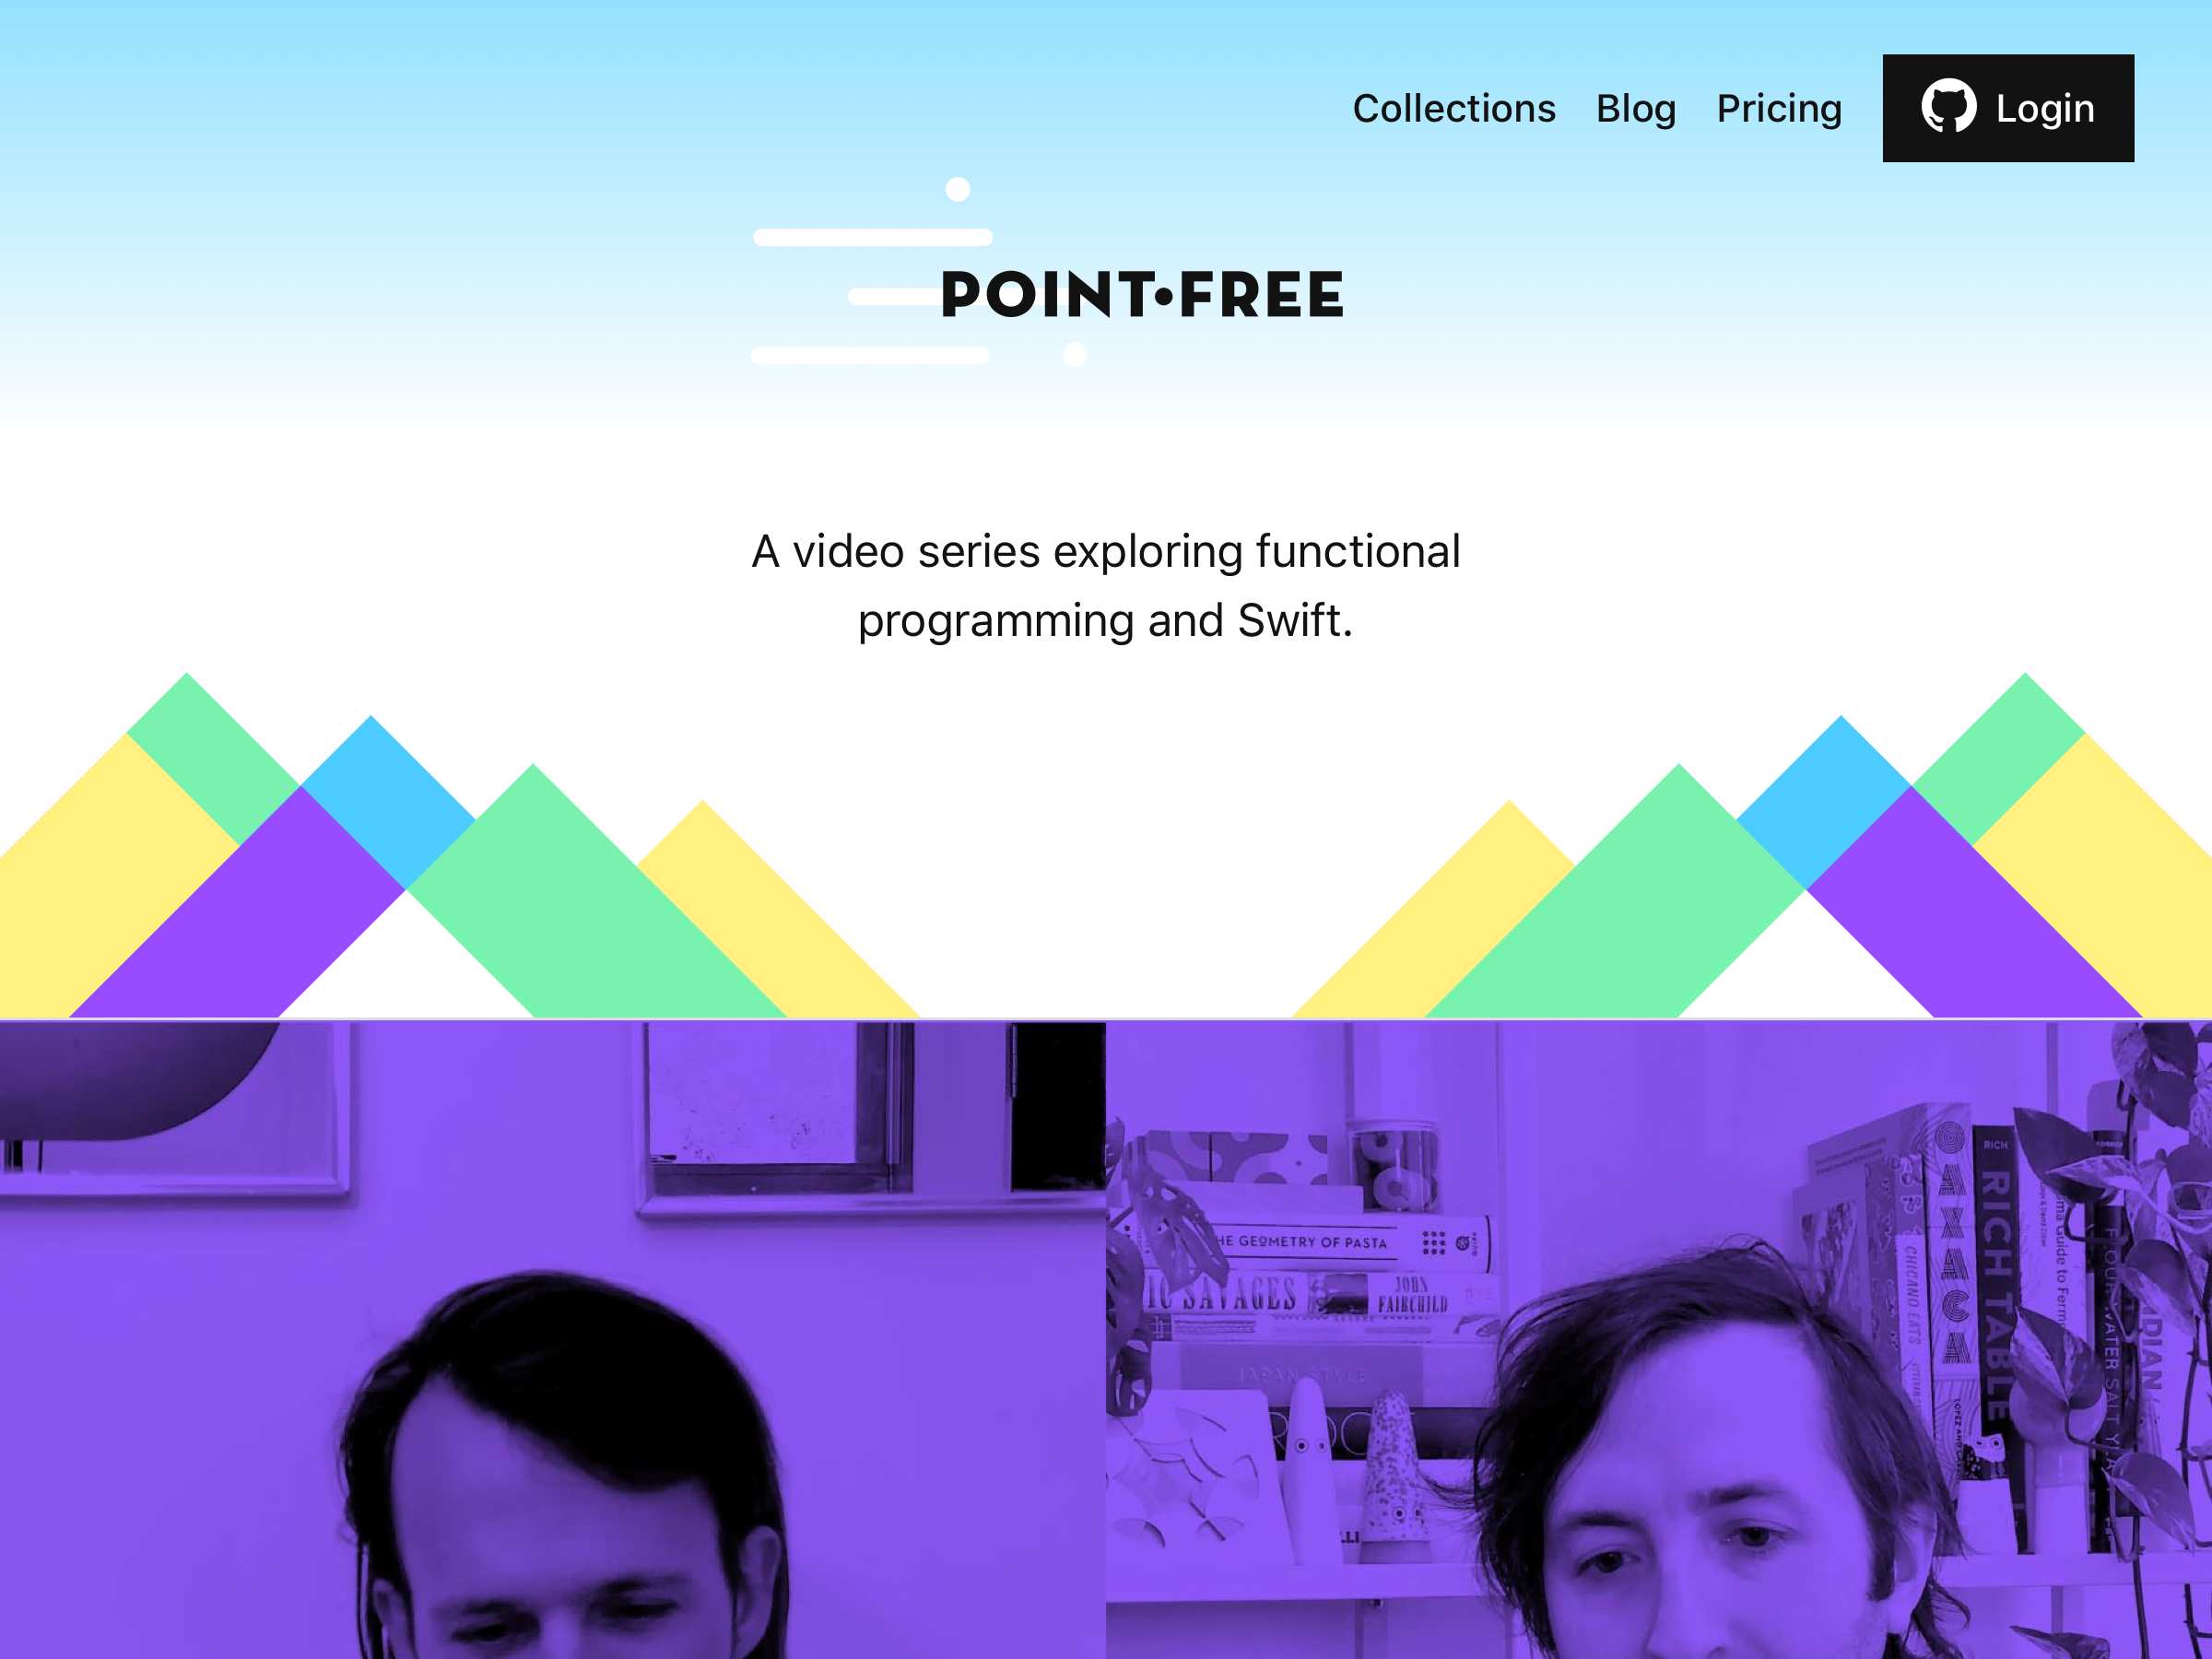 Collections Blog Pricing Login
POINT•FREE
A video series exploring functional
programming and Swift.
HE GEOMETRY OF PASTA
IC SAVAGES
JOHN
FAIRCHILD
JAPAN STYLE
OAXACA
CHICANO EATS
RICH
RICH TABLE